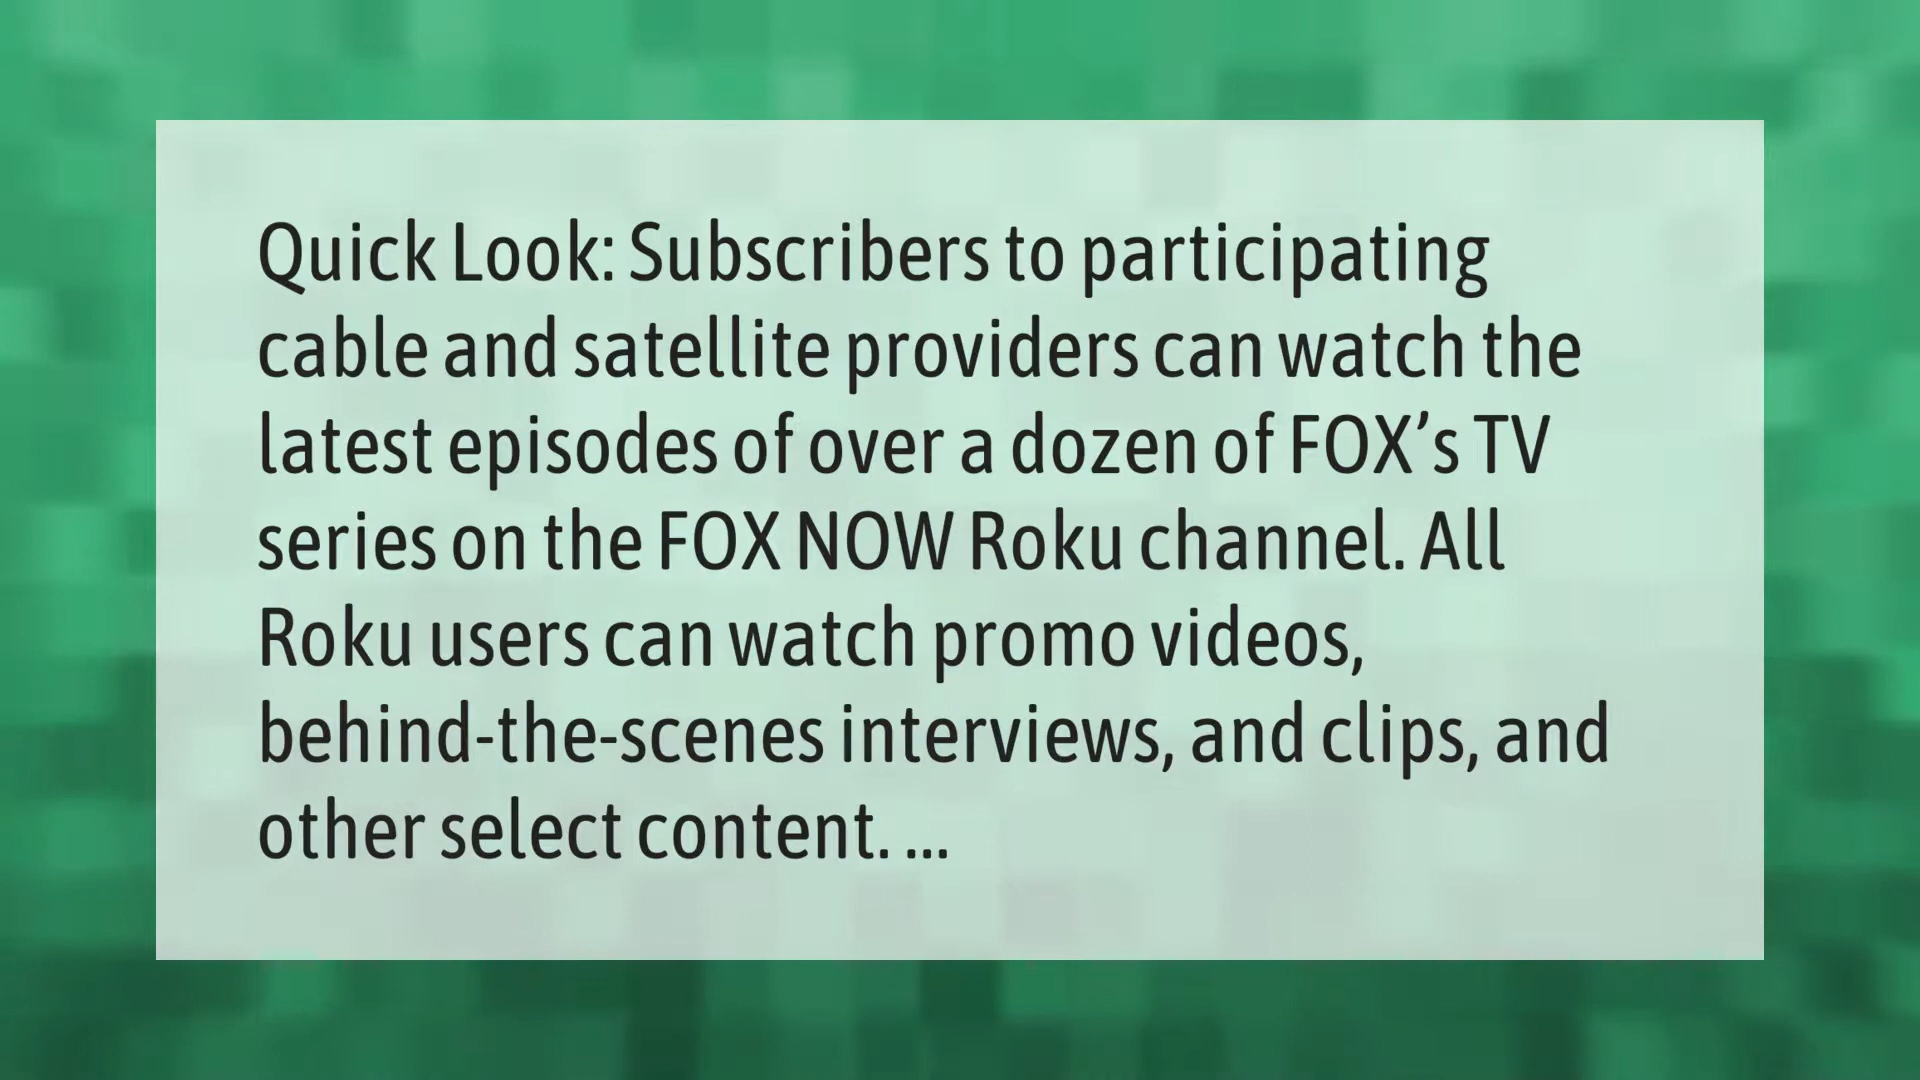 Quick Look: Subscribers to participating
cable and satellite providers can watch the
latest episodes of over a dozen of FOX’s TV
series on the FOX NOW Roku channel. All
Roku users can watch promo videos,
behind-the-scenes interviews, and clips, and
other select content. ...